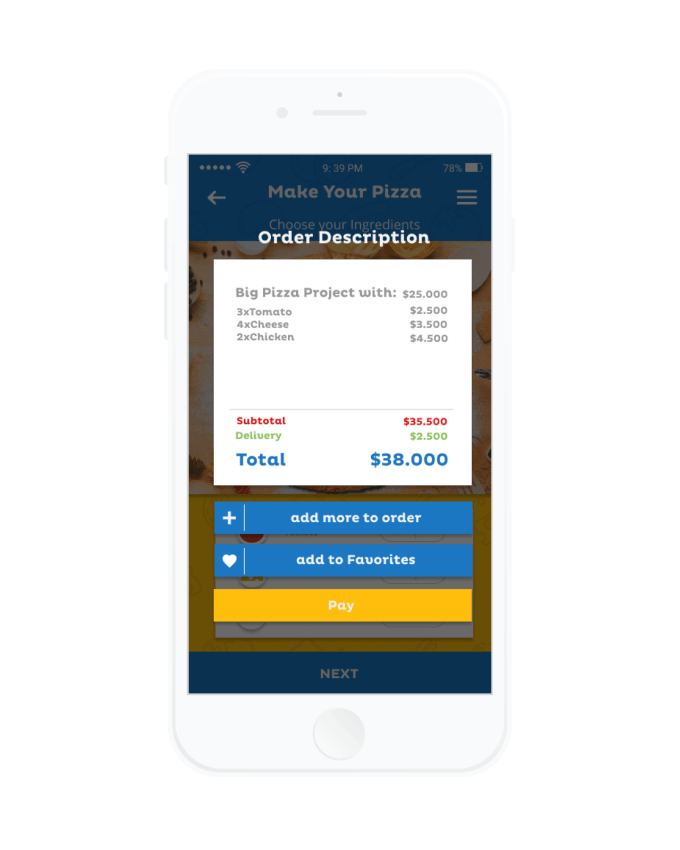 9:39 PM 78%
Make Your Pizza
Choose your Ingredients
Order Description
Big Pizza Project with: $25.000
3xTomato $2.500
4xCheese $3.500
2xChicken $4.500
Subtotal $35.500
Delivery $2.500
Total $38.000
add more to order
add to Favorites
Pay
NEXT